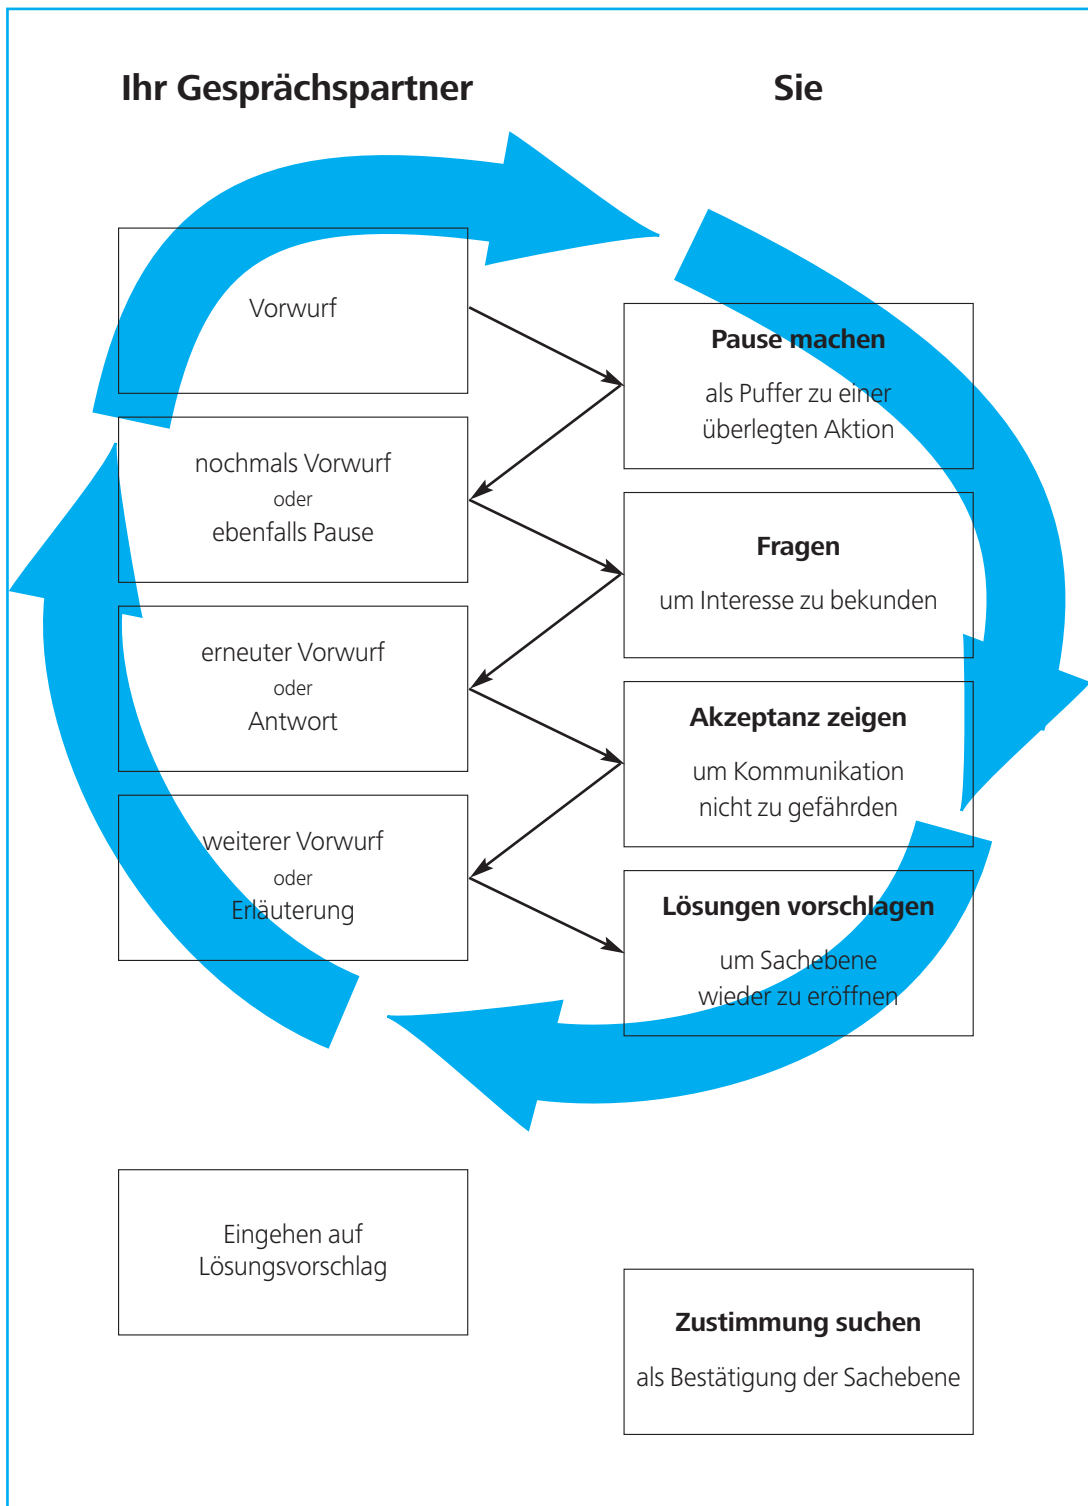 Ihr Gesprächspartner
Sie
Vorwurf
Pause machen
als Puffer zu einer
überlegten Aktion
nochmals Vorwurf
oder
ebenfalls Pause
Fragen
um Interesse zu bekunden
erneuter Vorwurf
oder
Antwort
Akzeptanz zeigen
um Kommunikation
nicht zu gefährden
weiterer Vorwurf
oder
Erläuterung
Lösungen vorschlagen
um Sachebene
wieder zu eröffnen
Eingehen auf
Lösungsvorschlag
Zustimmung suchen
als Bestätigung der Sachebene